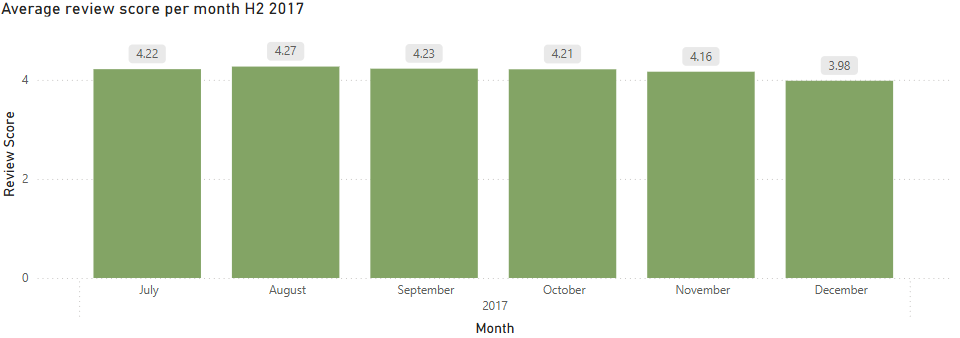 Average review score per month H2 2017
4.22
4.27
4.23
4.21
4.16
3.98
4
2
0
Review Score
July
August
September
October
November
December
2017
Month